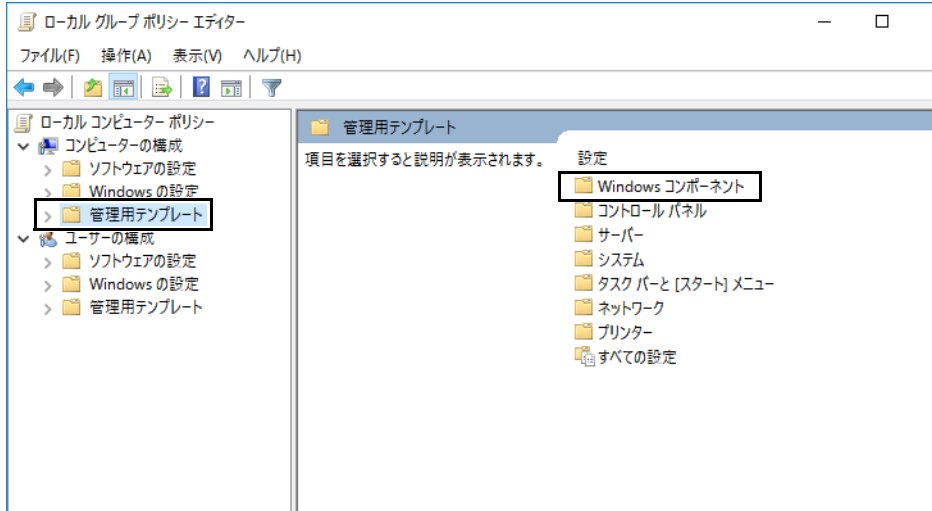 ローカル グループ ポリシー エディター
ファイル(F) 操作(A) 表示(V) ヘルプ(H)
ローカル コンピューター ポリシー
コンピューターの構成
ソフトウェアの設定
Windows の設定
管理用テンプレート
ユーザーの構成
ソフトウェアの設定
Windows の設定
管理用テンプレート
管理用テンプレート
項目を選択すると説明が表示されます。
設定
Windows コンポーネント
コントロール パネル
サーバー
システム
タスク バーと [スタート] メニュー
ネットワーク
プリンター
すべての設定